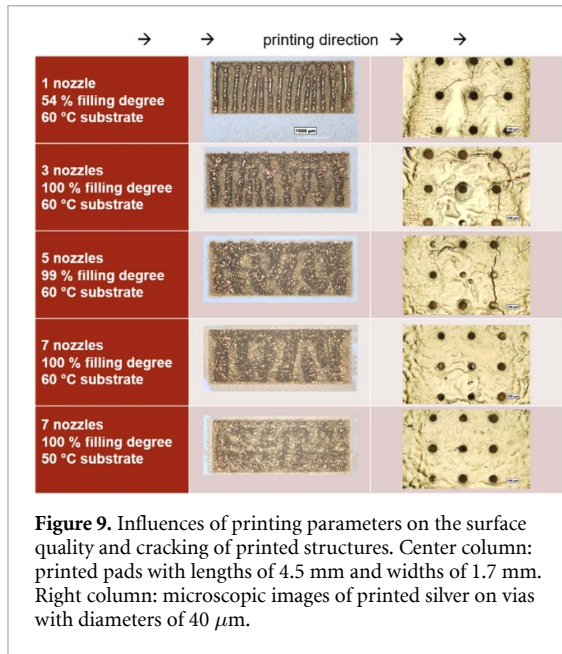 → → printing direction → →
1 nozzle
54 % filling degree
60 °C substrate
1000 µm
3 nozzles
100 % filling degree
60 °C substrate
5 nozzles
99 % filling degree
60 °C substrate
7 nozzles
100 % filling degree
60 °C substrate
7 nozzles
100 % filling degree
50 °C substrate
Figure 9. Influences of printing parameters on the surface
quality and cracking of printed structures. Center column:
printed pads with lengths of 4.5 mm and widths of 1.7 mm.
Right column: microscopic images of printed silver on vias
with diameters of 40 μm.